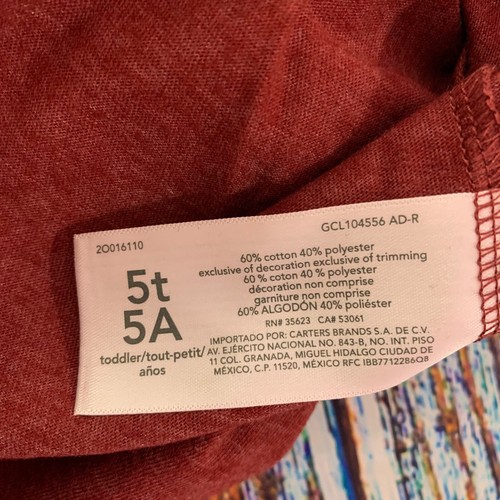 20016110
GCL104556 AD-R
5t
5A
toddler/tout-petit/
años
60% cotton 40% polyester
exclusive of decoration exclusive of trimming
60 % coton 40% polyester
décoration non comprise
garniture non comprise
60% ALGODÓN 40% poliéster
RN# 35623 CA# 53061
IMPORTADO POR: CARTERS BRANDS S.A. DE C.V.
AV. EJÉRCITO NACIONAL NO. 843-B, NO. INT. PISO
11 COL. GRANADA, MIGUEL HIDALGO CIUDAD DE
MÉXICO, C.P. 11520, MÉXICO RFC IBB7712286Q8